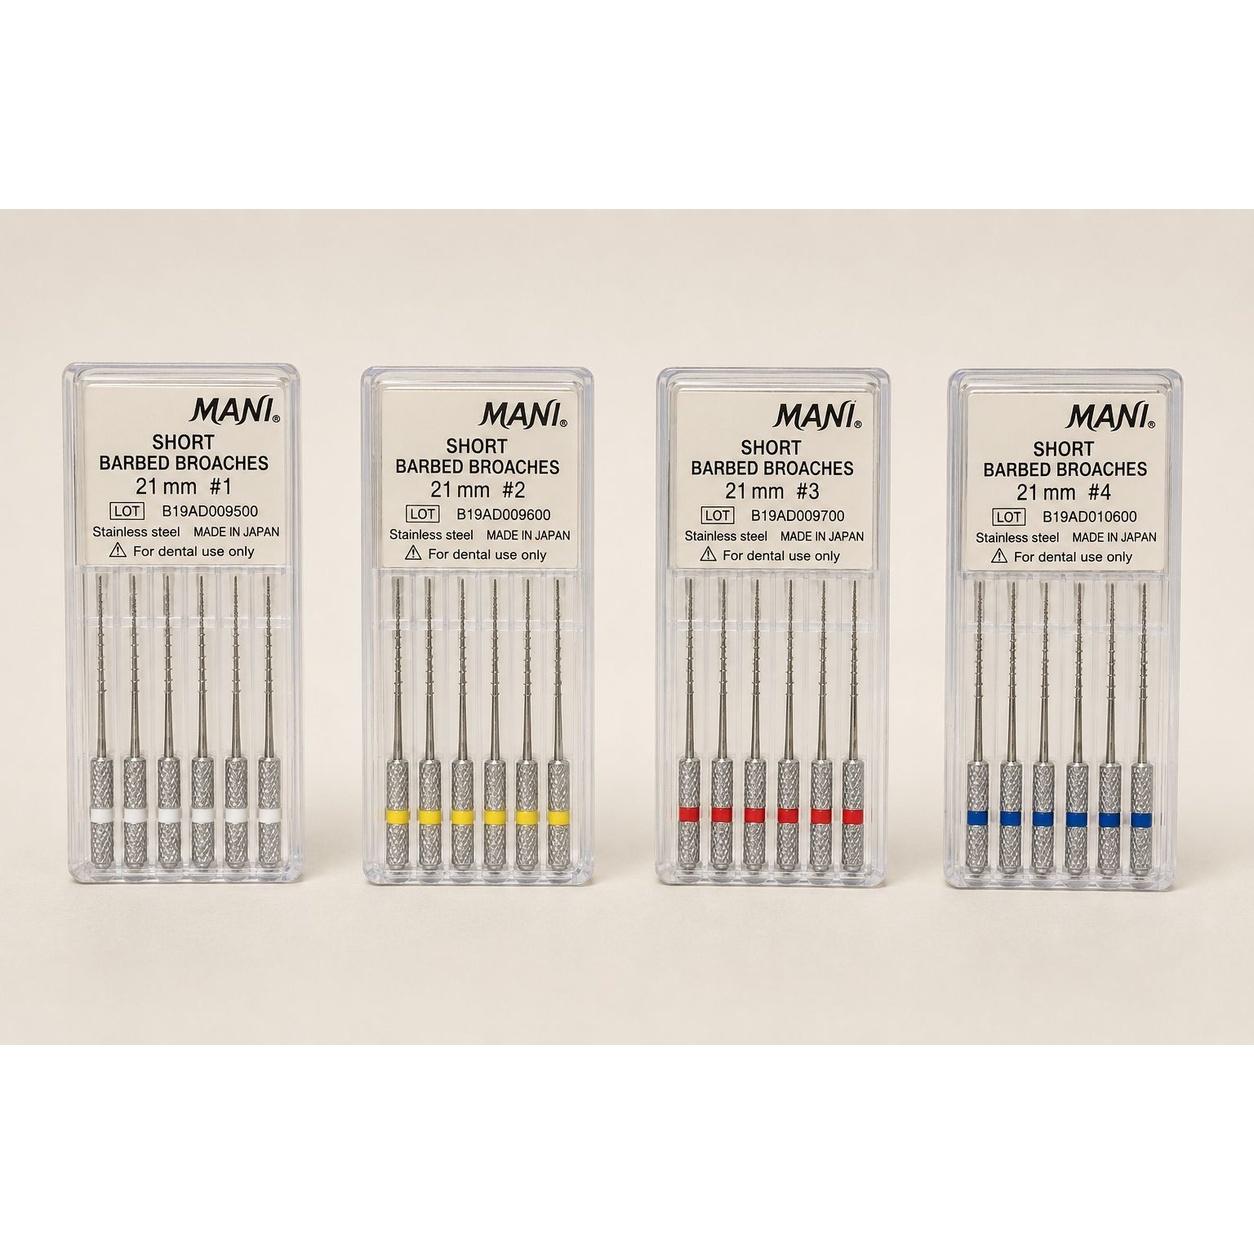 MANI®
SHORT
BARBED BROACHES
21 mm #1
LOT B19AD009500
Stainless steel MADE IN JAPAN
⚠ For dental use only
MANI®
SHORT
BARBED BROACHES
21 mm #2
LOT B19AD009600
Stainless steel MADE IN JAPAN
⚠ For dental use only
MANI®
SHORT
BARBED BROACHES
21 mm #3
LOT B19AD009700
Stainless steel MADE IN JAPAN
⚠ For dental use only
MANI®
SHORT
BARBED BROACHES
21 mm #4
LOT B19AD010600
Stainless steel MADE IN JAPAN
⚠ For dental use only